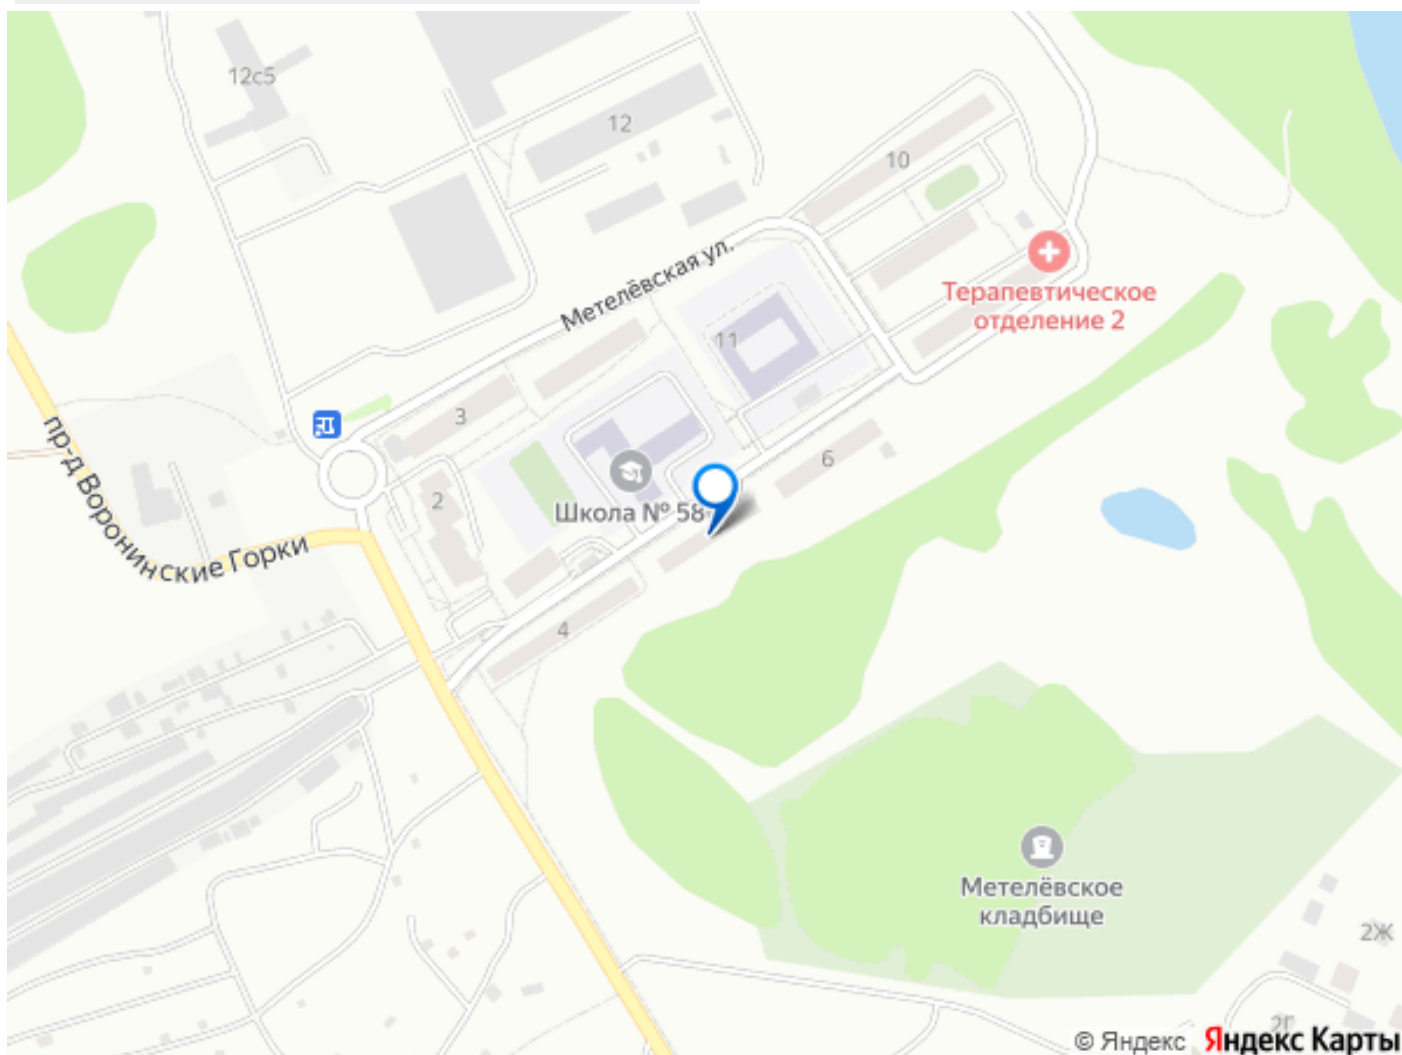 12с5
12
10
Метелёвская ул.
Терапевтическое
отделение 2
11
3
пр-д Воронинские Горки
2
Школа № 58
6
4
Метелёвское
кладбище
2Ж
2Г
© Яндекс Яндекс Карты